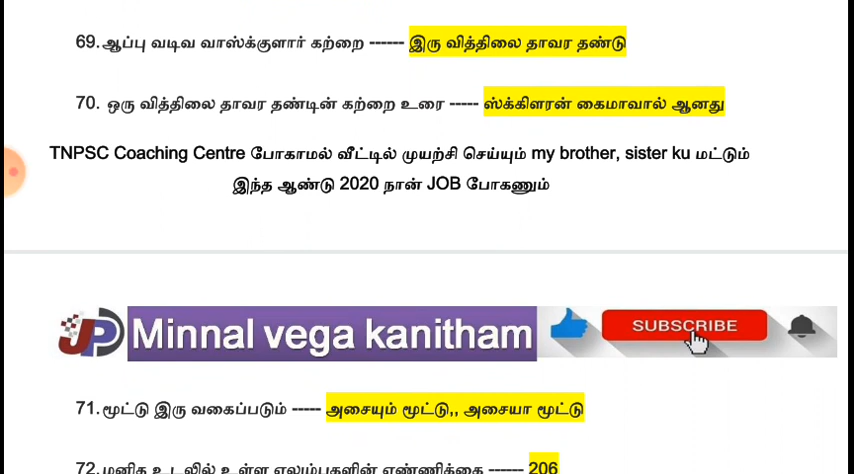 69.ஆப்பு வடிவ வாஸ்க்குளார் கற்றை ------ இரு வித்திலை தாவர தண்டு
70. ஒரு வித்திலை தாவர தண்டின் கற்றை உரை ----- ஸ்க்கிளரன் கைமாவால் ஆனது
TNPSC Coaching Centre போகாமல் வீட்டில் முயற்சி செய்யும் my brother, sister ku மட்டும்
இந்த ஆண்டு 2020 நான் JOB போகணும்
JP Minnal vega kanitham SUBSCRIBE
71.மூட்டு இரு வகைப்படும் ----- அசையும் மூட்டு,, அசையா மூட்டு
72.மனித உடலில் உள்ள எலும்புகளின் எண்ணிக்கை ------ 206